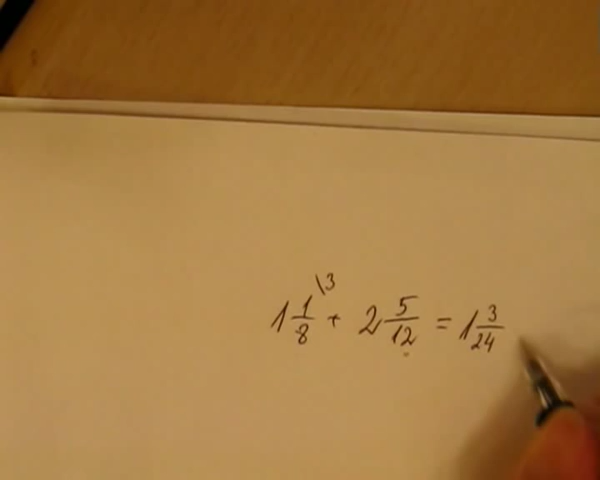 1 1/8 \3 + 2 5/12 = 1 3/24